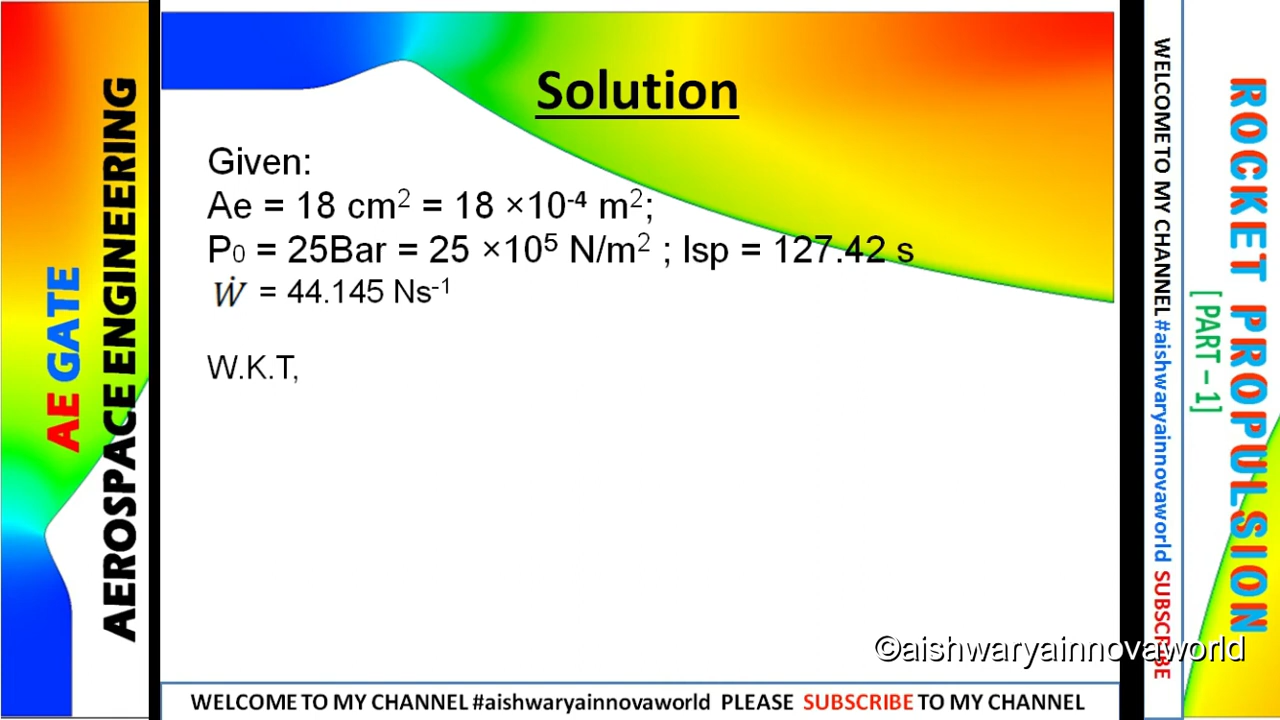 AE GATE
AEROSPACE ENGINEERING
Solution
Given:
Ae = 18 cm² = 18 ×10⁻⁴ m²;
P₀ = 25Bar = 25 ×10⁵ N/m² ; Isp = 127.42 s
Ẇ = 44.145 Ns⁻¹
W.K.T,
WELCOME TO MY CHANNEL #aishwaryainnovaworld SUBSCRIBE
[ PART – 1]
ROCKET PROPULSION
©aishwaryainnovaworld
WELCOME TO MY CHANNEL #aishwaryainnovaworld PLEASE SUBSCRIBE TO MY CHANNEL